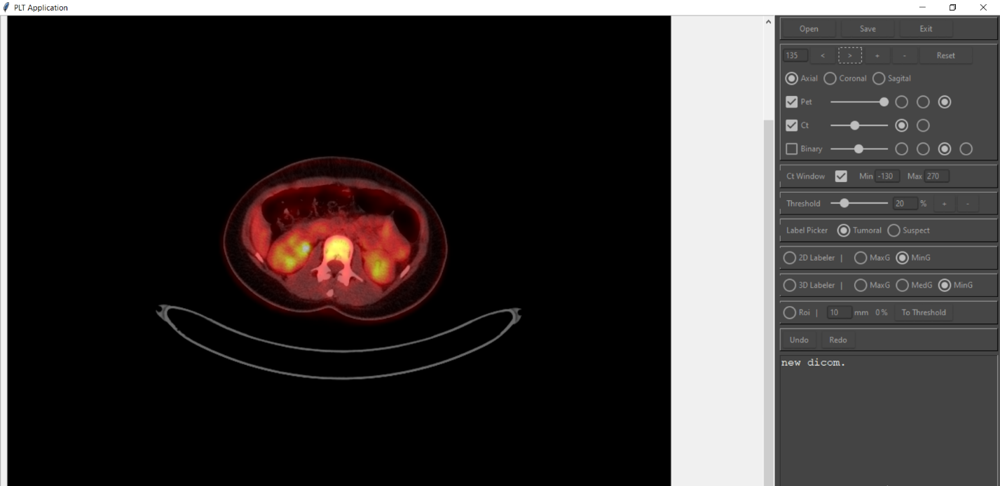 PLT Application
Open Save Exit
135 < > + - Reset
Axial Coronal Sagital
Pet
Ct
Binary
Ct Window Min -130 Max 270
Threshold 20 % + -
Label Picker Tumoral Suspect
2D Labeler | MaxG MinG
3D Labeler | MaxG MedG MinG
Roi | 10 mm 0 % To Threshold
Undo Redo
new dicom.